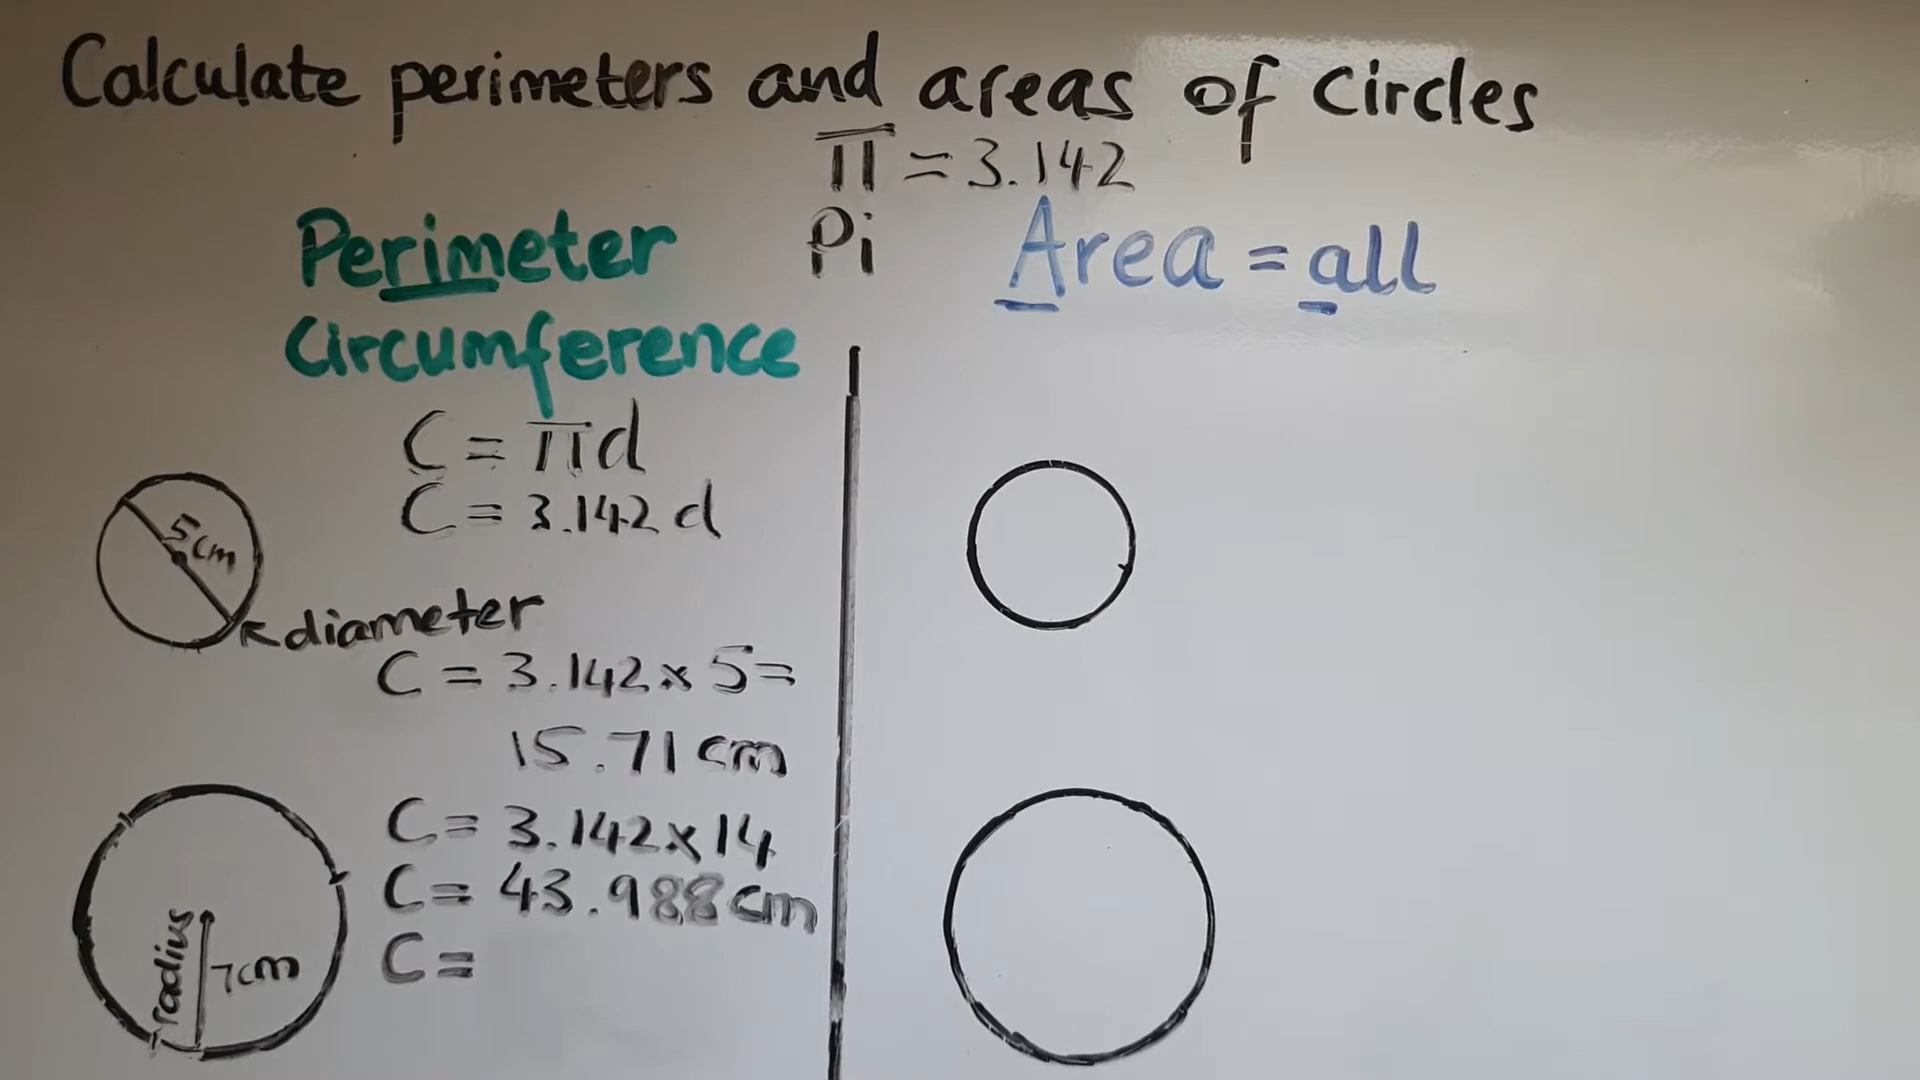 Calculate perimeters and areas of circles
π = 3.142
Pi
Perimeter
Circumference
C = πd
C = 3.142 d
5cm
diameter
C = 3.142 x 5 =
15.71 cm
C = 3.142 x 14
C = 43.988 cm
C =
radius
7cm
Area = all